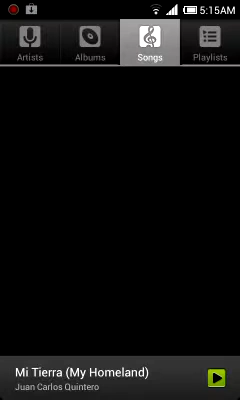 5:15AM
Artists
Albums
Songs
Playlists
Mi Tierra (My Homeland)
Juan Carlos Quintero